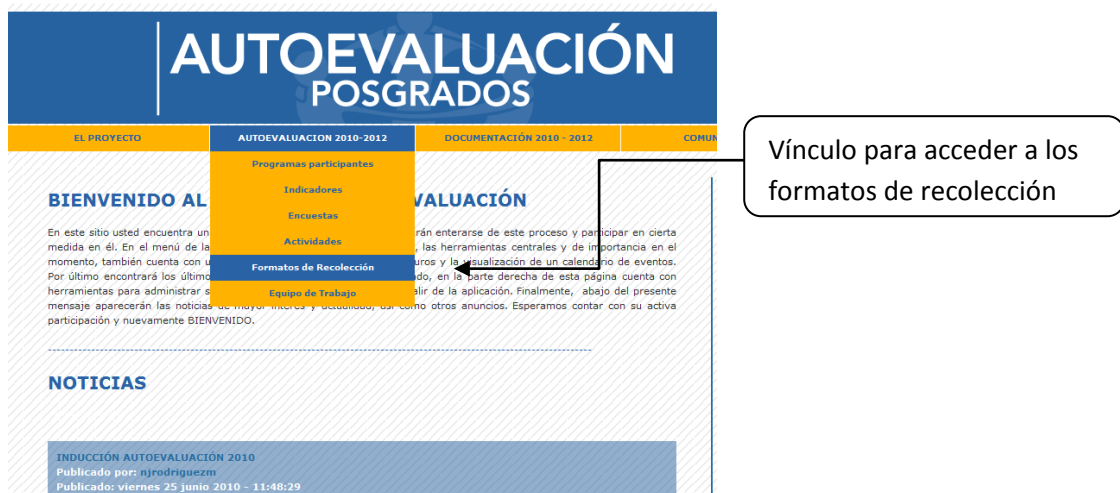 AUTOEVALUACIÓN
POSGRADOS
EL PROYECTO
AUTOEVALUACION 2010-2012
DOCUMENTACIÓN 2010 - 2012
COMUN
Programas participantes
Indicadores
Encuestas
Actividades
Formatos de Recolección
Equipo de Trabajo
Vínculo para acceder a los
formatos de recolección
BIENVENIDO AL VALUACIÓN
En este sitio usted encuentra un rán enterarse de este proceso y participar en cierta
medida en él. En el menú de la , las herramientas centrales y de importancia en el
momento, también cuenta con u uros y la visualización de un calendario de eventos.
Por último encontrará los último do, en la parte derecha de esta página cuenta con
herramientas para administrar s alir de la aplicación. Finalmente, abajo del presente
mensaje aparecerán las noticias de mayor interés y actualidad, así como otros anuncios. Esperamos contar con su activa
participación y nuevamente BIENVENIDO.
NOTICIAS
INDUCCIÓN AUTOEVALUACIÓN 2010
Publicado por: njrodriguezm
Publicado: viernes 25 junio 2010 - 11:48:29